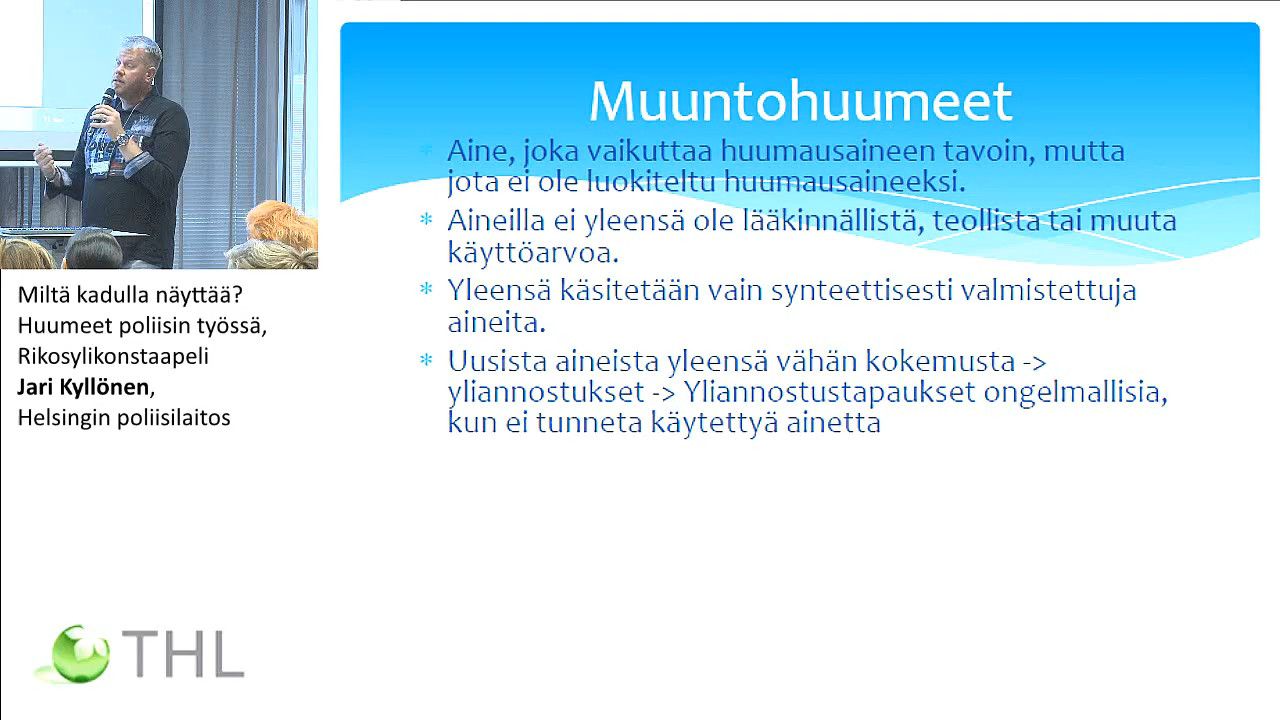 Muuntohuumeet
* Aine, joka vaikuttaa huumausaineen tavoin, mutta
jota ei ole luokiteltu huumausaineeksi.
* Aineilla ei yleensä ole lääkinnällistä, teollista tai muuta
käyttöarvoa.
* Yleensä käsitetään vain synteettisesti valmistettuja
aineita.
* Uusista aineista yleensä vähän kokemusta ->
yliannostukset -> Yliannostustapaukset ongelmallisia,
kun ei tunneta käytettyä ainetta
Miltä kadulla näyttää?
Huumeet poliisin työssä,
Rikosylikonstaapeli
Jari Kyllönen,
Helsingin poliisilaitos
THL